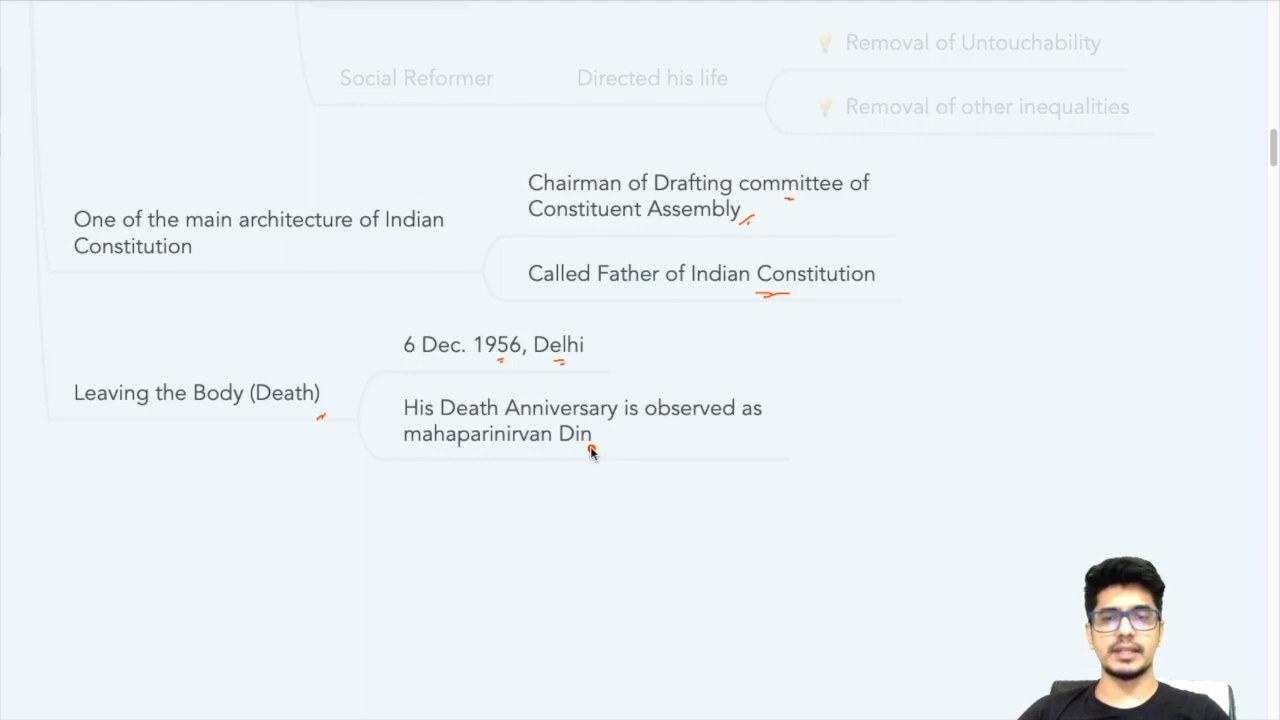 Removal of Untouchability
Social Reformer
Directed his life
Removal of other inequalities
Chairman of Drafting committee of
Constituent Assembly
One of the main architecture of Indian
Constitution
Called Father of Indian Constitution
6 Dec. 1956, Delhi
Leaving the Body (Death)
His Death Anniversary is observed as
mahaparinirvan Din